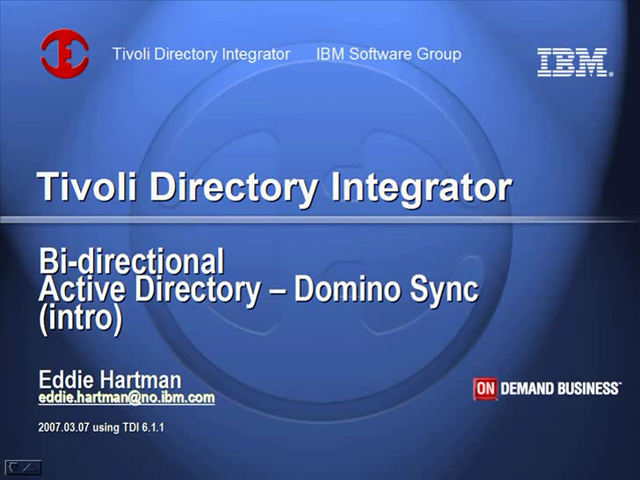 Tivoli Directory Integrator IBM Software Group
IBM®
Tivoli Directory Integrator
Bi-directional
Active Directory – Domino Sync
(intro)
Eddie Hartman
eddie.hartman@no.ibm.com
ON DEMAND BUSINESS™
2007.03.07 using TDI 6.1.1